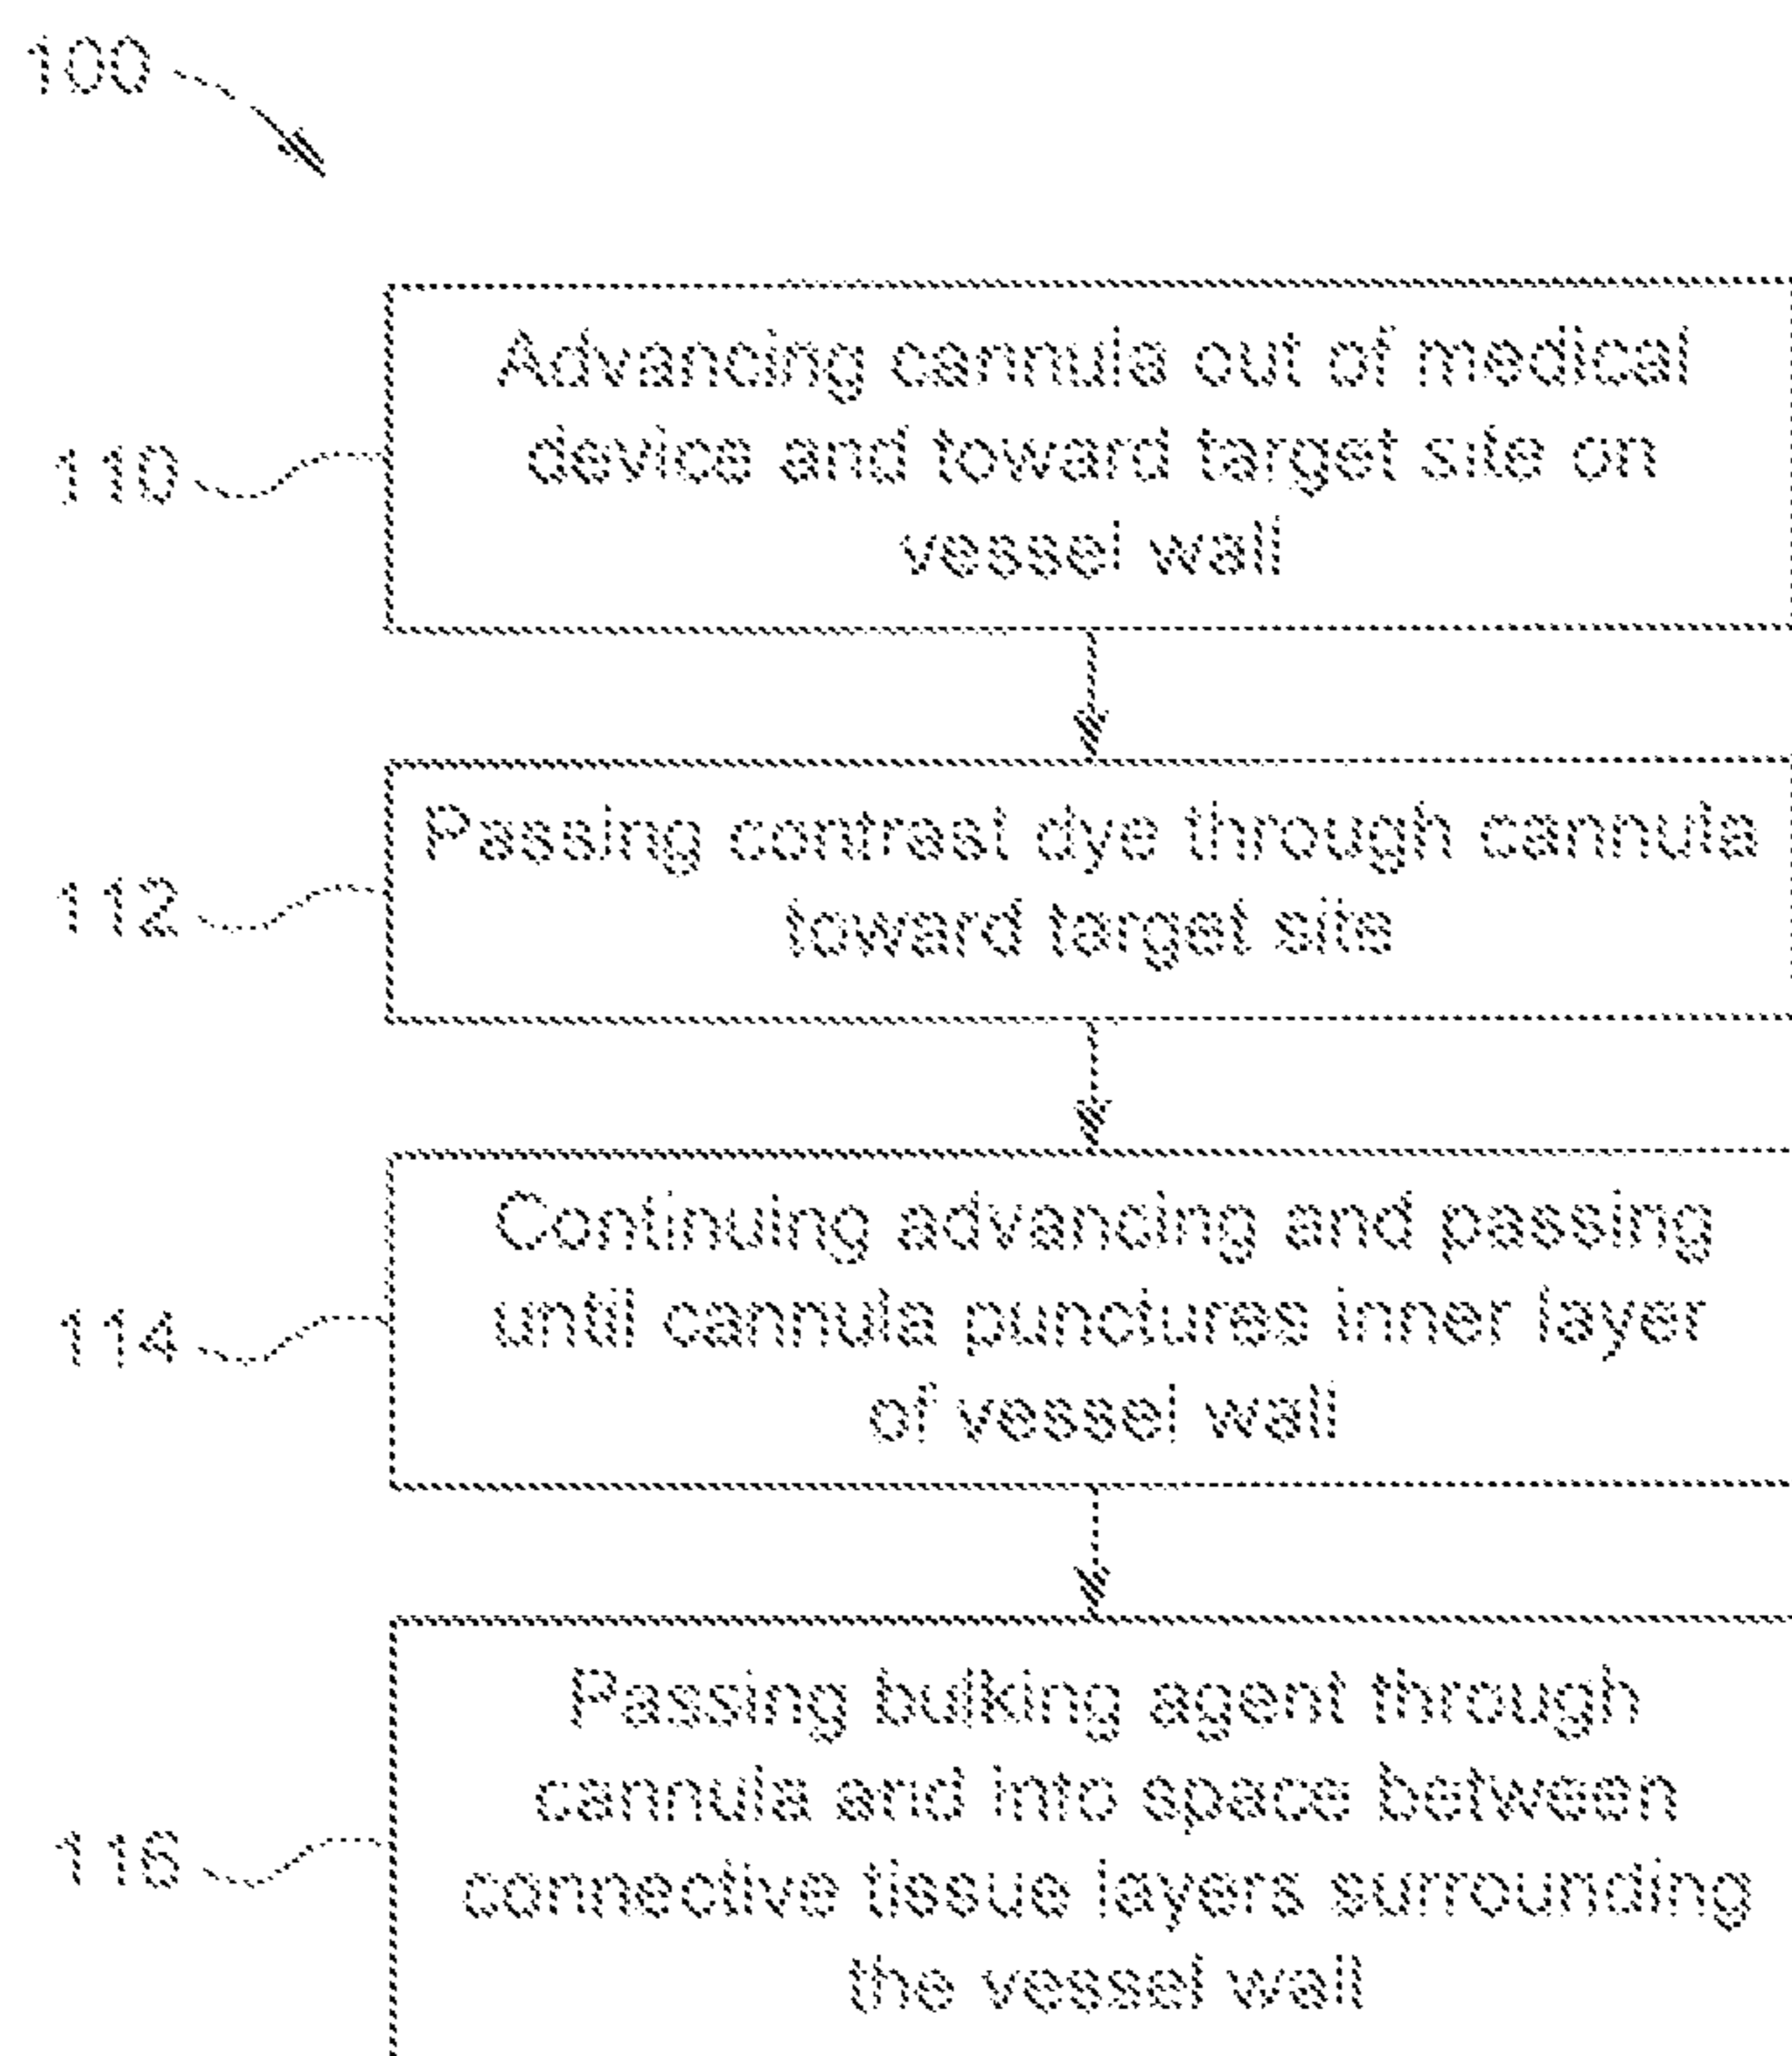 100
110
Advancing cannula out of medical
device and toward target site on
vessel wall
112
Passing contrast dye through cannula
toward target site
114
Continuing advancing and passing
until cannula punctures inner layer
of vessel wall
116
Passing bulking agent through
cannula and into space between
connective tissue layers surrounding
the vessel wall